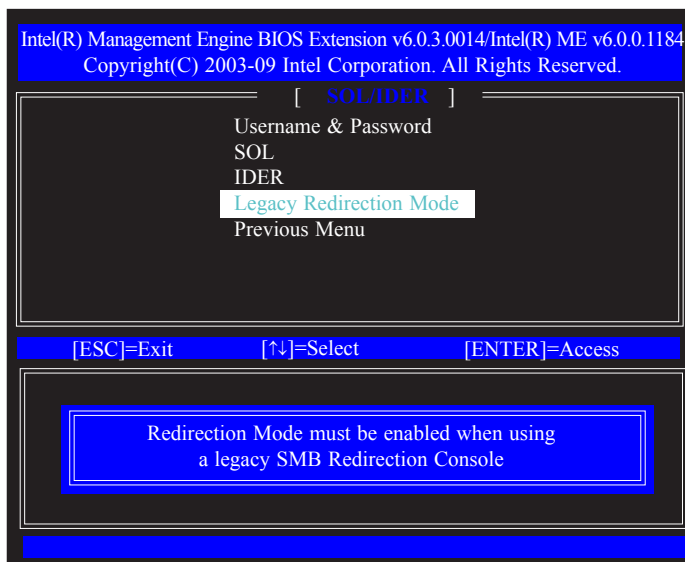 Intel(R) Management Engine BIOS Extension v6.0.3.0014/Intel(R) ME v6.0.0.1184
Copyright(C) 2003-09 Intel Corporation. All Rights Reserved.
[ SOL/IDER ]
Username & Password
SOL
IDER
Legacy Redirection Mode
Previous Menu
[ESC]=Exit [↑↓]=Select [ENTER]=Access
Redirection Mode must be enabled when using
a legacy SMB Redirection Console